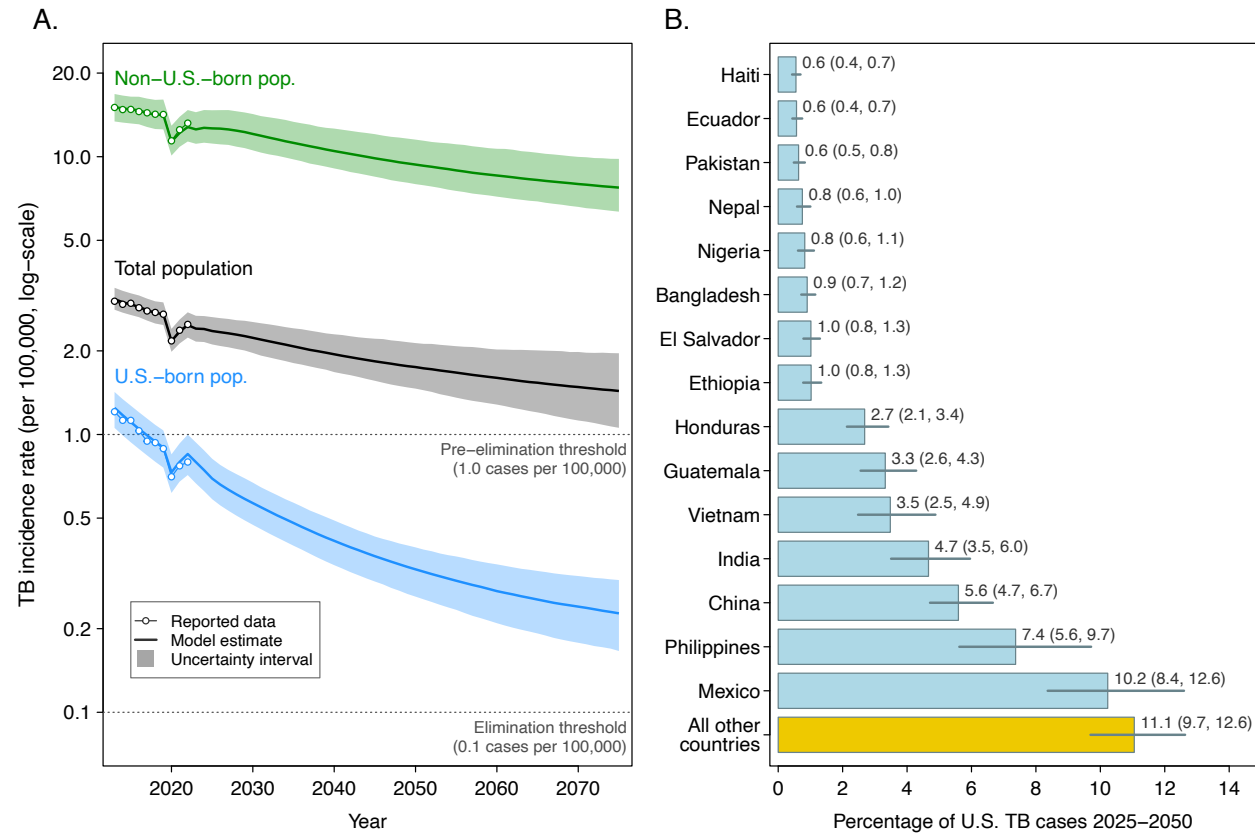 A.
20.0
10.0
5.0
2.0
1.0
0.5
0.2
0.1
TB incidence rate (per 100,000, log−scale)
Non−U.S.−born pop.
Total population
U.S.−born pop.
Pre−elimination threshold
(1.0 cases per 100,000)
Reported data
Model estimate
Uncertainty interval
Elimination threshold
(0.1 cases per 100,000)
2020 2030 2040 2050 2060 2070
Year
B.
Haiti 0.6 (0.4, 0.7)
Ecuador 0.6 (0.4, 0.7)
Pakistan 0.6 (0.5, 0.8)
Nepal 0.8 (0.6, 1.0)
Nigeria 0.8 (0.6, 1.1)
Bangladesh 0.9 (0.7, 1.2)
El Salvador 1.0 (0.8, 1.3)
Ethiopia 1.0 (0.8, 1.3)
Honduras 2.7 (2.1, 3.4)
Guatemala 3.3 (2.6, 4.3)
Vietnam 3.5 (2.5, 4.9)
India 4.7 (3.5, 6.0)
China 5.6 (4.7, 6.7)
Philippines 7.4 (5.6, 9.7)
Mexico 10.2 (8.4, 12.6)
All other
countries 11.1 (9.7, 12.6)
0 2 4 6 8 10 12 14
Percentage of U.S. TB cases 2025−2050